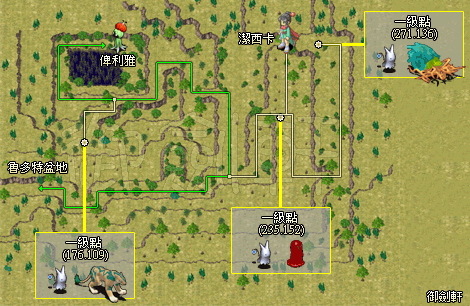 一級點
(271.136)
潔西卡
俾利雅
魯多特盆地
一級點
(235.152)
一級點
(176.109)
御劍軒